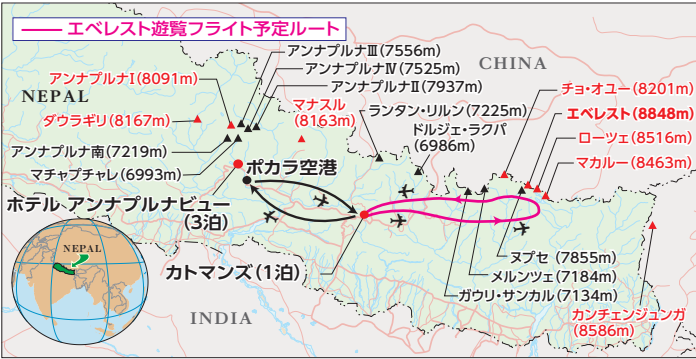 エベレスト遊覧フライト予定ルート
アンナプルナⅢ(7556m)
アンナプルナⅣ(7525m)
アンナプルナⅠ(8091m)
アンナプルナⅡ(7937m)
CHINA
NEPAL
マナスル
(8163m)
ランタン・リルン(7225m)
チョ・オユー(8201m)
ダウラギリ(8167m)
ドルジェ・ラクパ
(6986m)
エベレスト(8848m)
アンナプルナ南(7219m)
ローツェ(8516m)
マチャプチャレ(6993m)
ポカラ空港
マカルー(8463m)
ホテル アンナプルナビュー
(3泊)
NEPAL
カトマンズ(1泊)
ヌプセ (7855m)
メルンツェ(7184m)
ガウリ・サンカル(7134m)
INDIA
カンチェンジュンガ
(8586m)